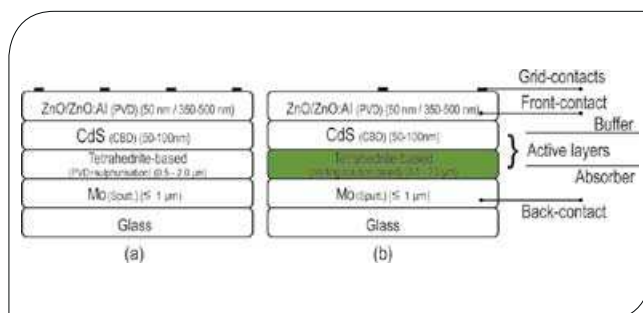 ZnO/ZnO:Al (PVD) (50 nm / 350-500 nm)
CdS (CBD) (50-100nm)
Tetrahedrite-based
(PVD+sulphurisation) (0.5 - 2.0 µm)
Mo (Sputt.) (≤ 1 µm)
Glass
(a)
ZnO/ZnO:Al (PVD) (50 nm / 350-500 nm)
CdS (CBD) (50-100nm)
Tetrahedrite-based
Mo (Sputt.) (≤ 1 µm)
Glass
(b)
Grid-contacts
Front-contact
Buffer
Active layers
Absorber
Back-contact